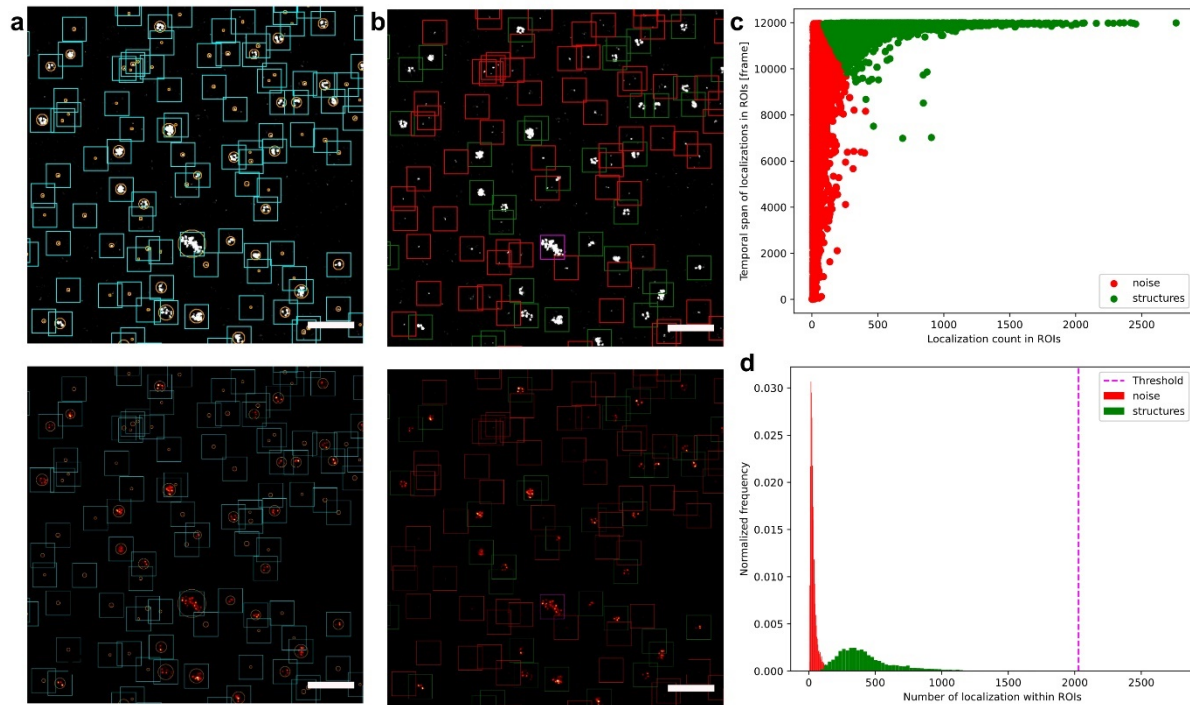 a
b
c
12000
10000
8000
6000
4000
2000
0
Temporal span of localizations in ROIs [frame]
noise
structures
0 500 1000 1500 2000 2500
Localization count in ROIs
d
0.030
0.025
0.020
0.015
0.010
0.005
0.000
Normalized frequency
Threshold
noise
structures
0 500 1000 1500 2000 2500
Number of localization within ROIs